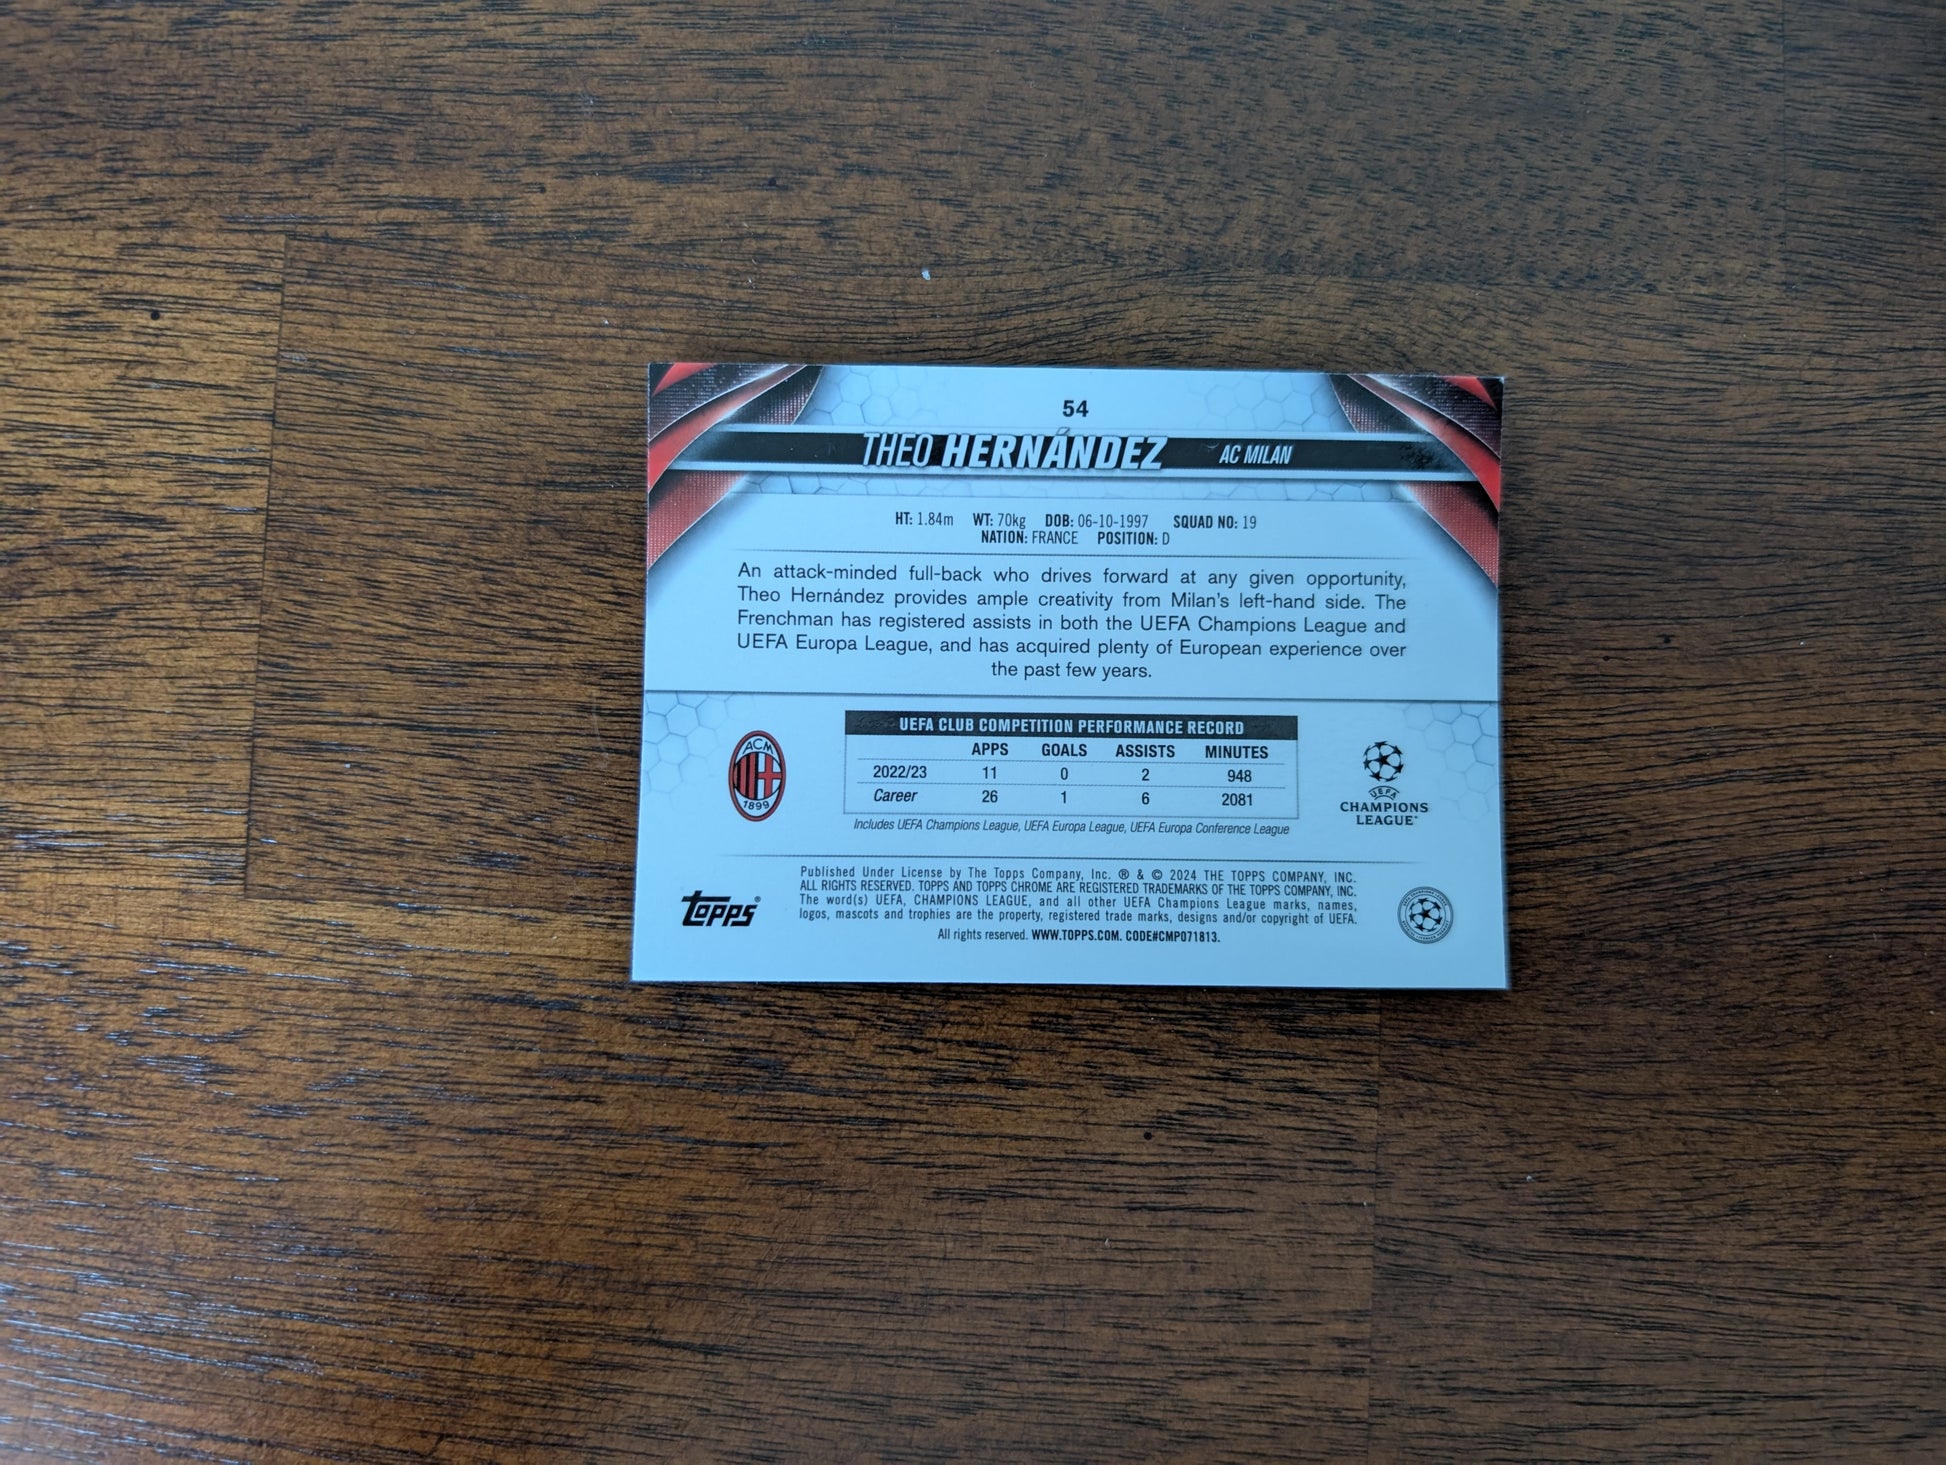 54
THEO HERNÁNDEZ AC MILAN
HT: 1.84m WT: 70kg DOB: 06-10-1997 SQUAD NO: 19
NATION: FRANCE POSITION: D
An attack-minded full-back who drives forward at any given opportunity,
Theo Hernández provides ample creativity from Milan's left-hand side. The
Frenchman has registered assists in both the UEFA Champions League and
UEFA Europa League, and has acquired plenty of European experience over
the past few years.
ACM
1899
UEFA CLUB COMPETITION PERFORMANCE RECORD
APPS GOALS ASSISTS MINUTES
2022/23 11 0 2 948
Career 26 1 6 2081
Includes UEFA Champions League, UEFA Europa League, UEFA Europa Conference League
UEFA
CHAMPIONS
LEAGUE®
topps®
Published Under License by The Topps Company, Inc. ® & © 2024 THE TOPPS COMPANY, INC.
ALL RIGHTS RESERVED. TOPPS AND TOPPS CHROME ARE REGISTERED TRADEMARKS OF THE TOPPS COMPANY, INC.
The word(s) UEFA, CHAMPIONS LEAGUE, and all other UEFA Champions League marks, names,
logos, mascots and trophies are the property, registered trade marks, designs and/or copyright of UEFA.
All rights reserved. WWW.TOPPS.COM. CODE#CMP071813.